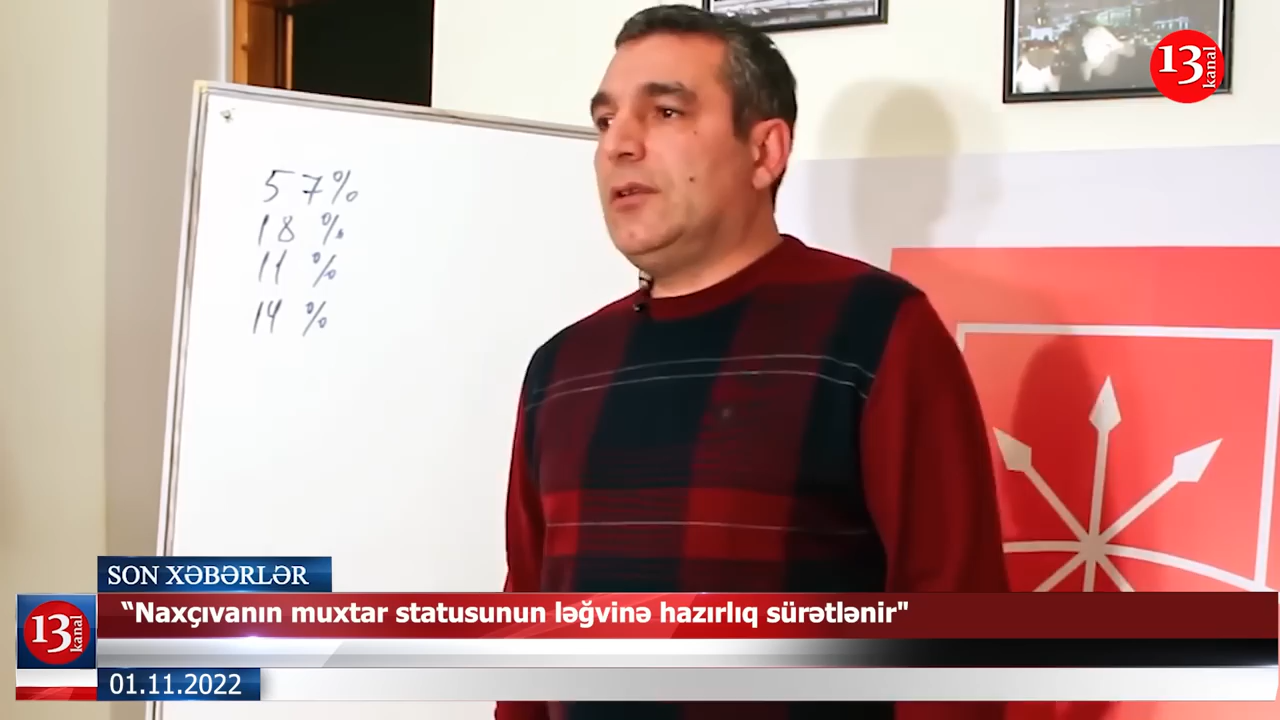 13 kanal
57%
18 %
11 %
14 %
SON XƏBƏRLƏR
“Naxçıvanın muxtar statusunun ləğvinə hazırlıq sürətlənir"
13 kanal
01.11.2022